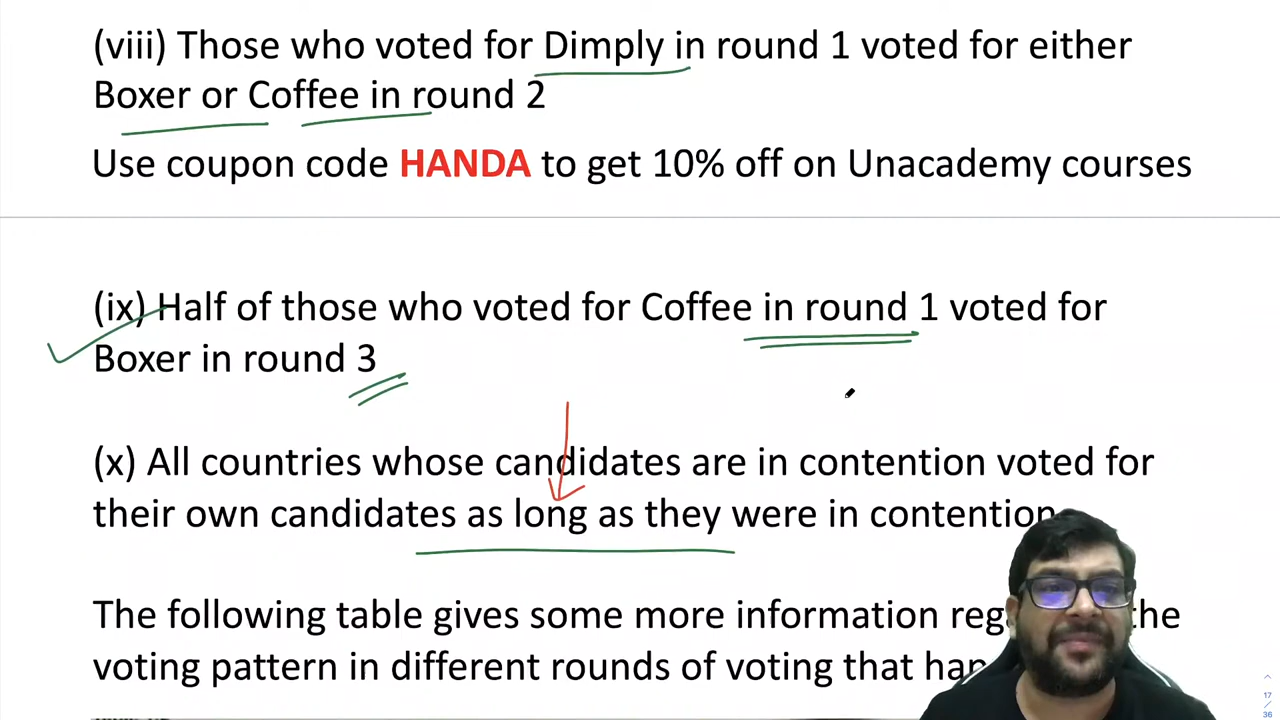 (viii) Those who voted for Dimply in round 1 voted for either
Boxer or Coffee in round 2
Use coupon code HANDA to get 10% off on Unacademy courses
(ix) Half of those who voted for Coffee in round 1 voted for
Boxer in round 3
(x) All countries whose candidates are in contention voted for
their own candidates as long as they were in contention
The following table gives some more information the
voting pattern in different rounds of voting that
17
/
36